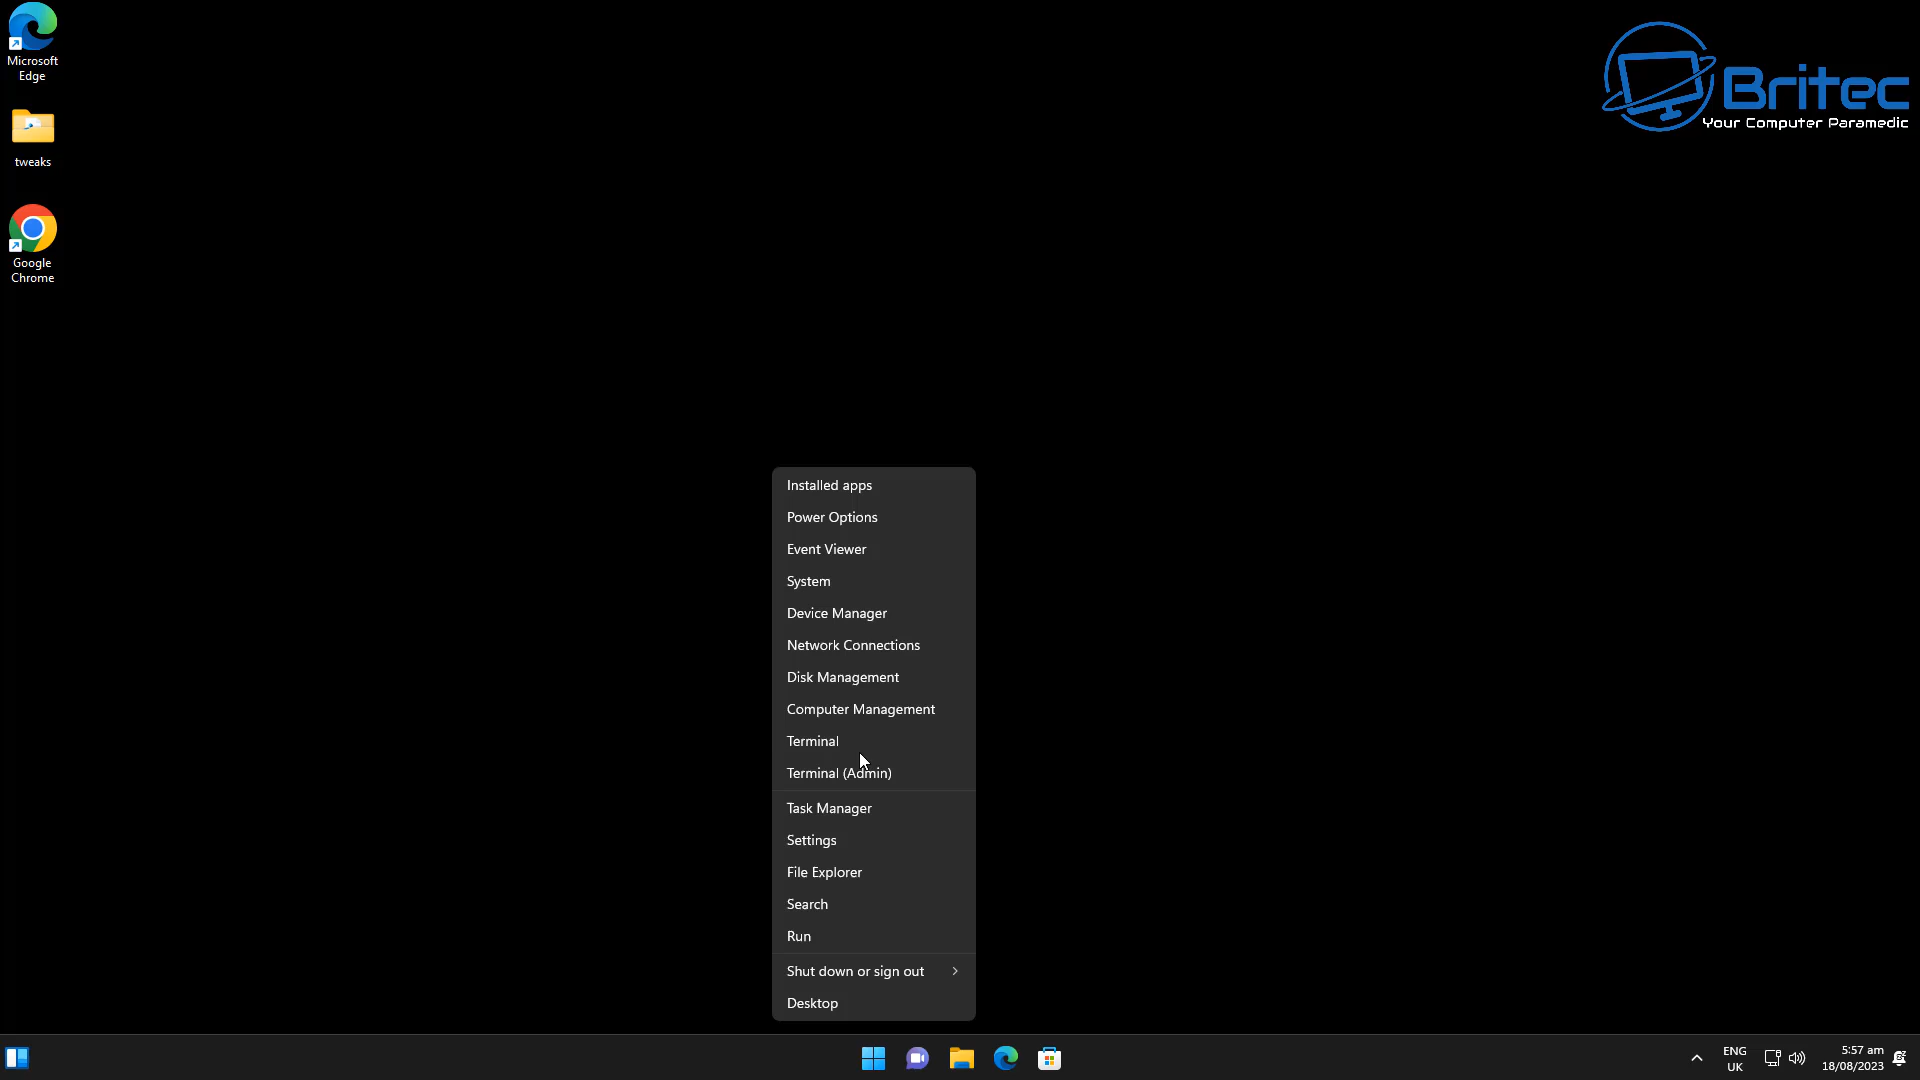 Microsoft
Edge
tweaks
Google
Chrome
Britec
Your Computer Paramedic
Installed apps
Power Options
Event Viewer
System
Device Manager
Network Connections
Disk Management
Computer Management
Terminal
Terminal (Admin)
Task Manager
Settings
File Explorer
Search
Run
Shut down or sign out
Desktop
ENG
UK
5:57 am
18/08/2023